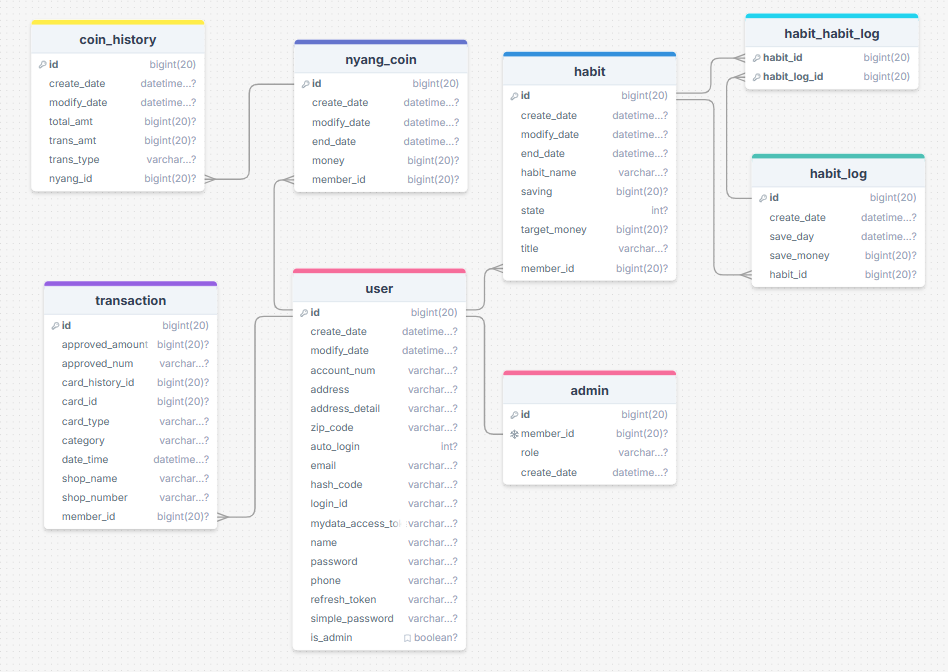 coin_history
id bigint(20)
create_date datetime...?
modify_date datetime...?
total_amt bigint(20)?
trans_amt bigint(20)?
trans_type varchar...?
nyang_id bigint(20)?
nyang_coin
id bigint(20)
create_date datetime...?
modify_date datetime...?
end_date datetime...?
money bigint(20)?
member_id bigint(20)?
habit
id bigint(20)
create_date datetime...?
modify_date datetime...?
end_date datetime...?
habit_name varchar...?
saving bigint(20)?
state int?
target_money bigint(20)?
title varchar...?
member_id bigint(20)?
habit_habit_log
habit_id bigint(20)
habit_log_id bigint(20)
habit_log
id bigint(20)
create_date datetime...?
save_day datetime...?
save_money bigint(20)?
habit_id bigint(20)?
transaction
id bigint(20)
approved_amount bigint(20)?
approved_num varchar...?
card_history_id bigint(20)?
card_id bigint(20)?
card_type varchar...?
category varchar...?
date_time datetime...?
shop_name varchar...?
shop_number varchar...?
member_id bigint(20)?
user
id bigint(20)
create_date datetime...?
modify_date datetime...?
account_num varchar...?
address varchar...?
address_detail varchar...?
zip_code varchar...?
auto_login int?
email varchar...?
hash_code varchar...?
login_id varchar...?
mydata_access_to varchar...?
name varchar...?
password varchar...?
phone varchar...?
refresh_token varchar...?
simple_password varchar...?
is_admin boolean?
admin
id bigint(20)
member_id bigint(20)?
role varchar...?
create_date datetime...?